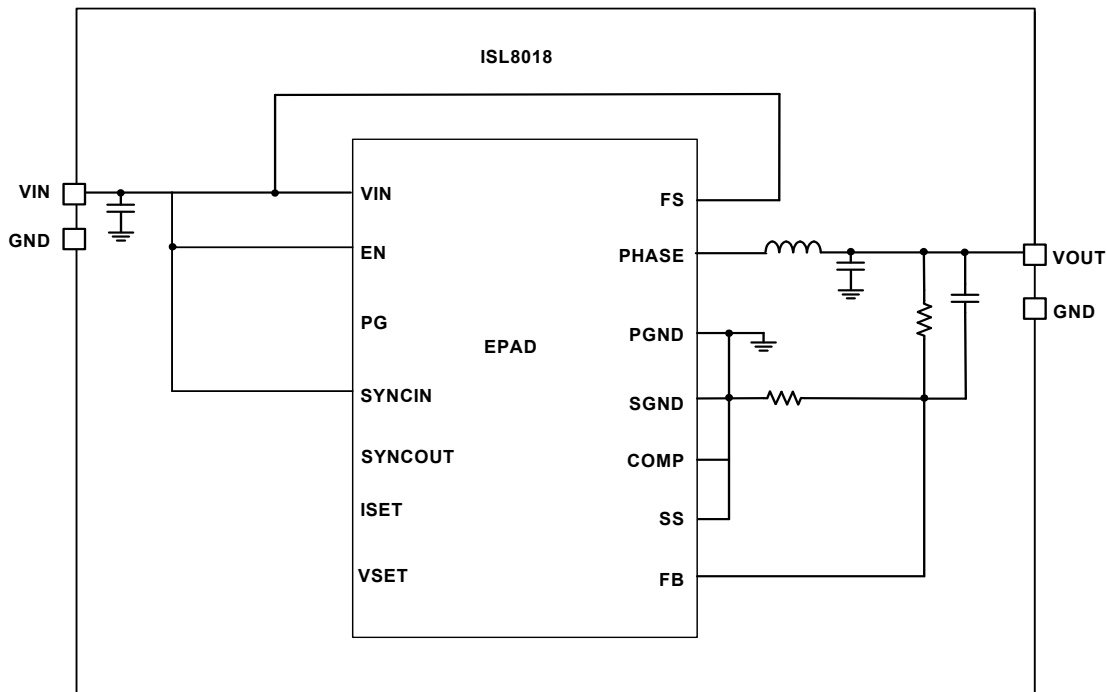 ISL8018
VIN
GND
VIN
EN
PG
SYNCIN
SYNCOUT
ISET
VSET
EPAD
FS
PHASE
PGND
SGND
COMP
SS
FB
VOUT
GND